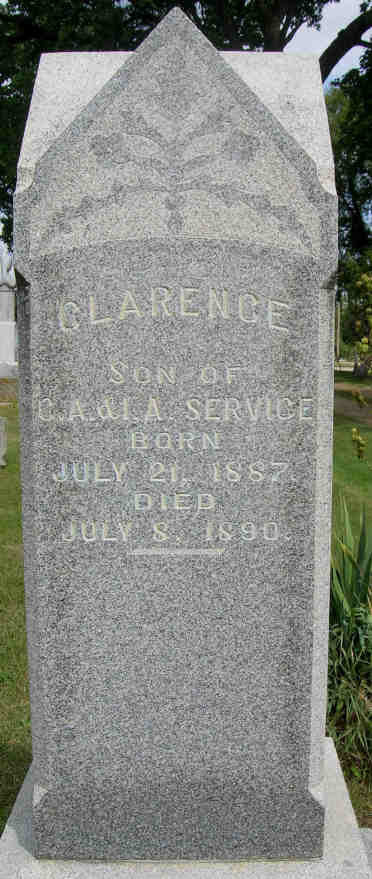 CLARENCE
SON OF
C.A. & I.A. SERVICE
BORN
JULY 21, 1887.
DIED
JULY 8, 1890.